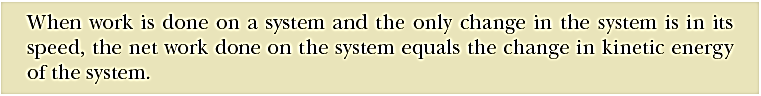 When work is done on a system and the only change in the system is in its
speed, the net work done on the system equals the change in kinetic energy
of the system.